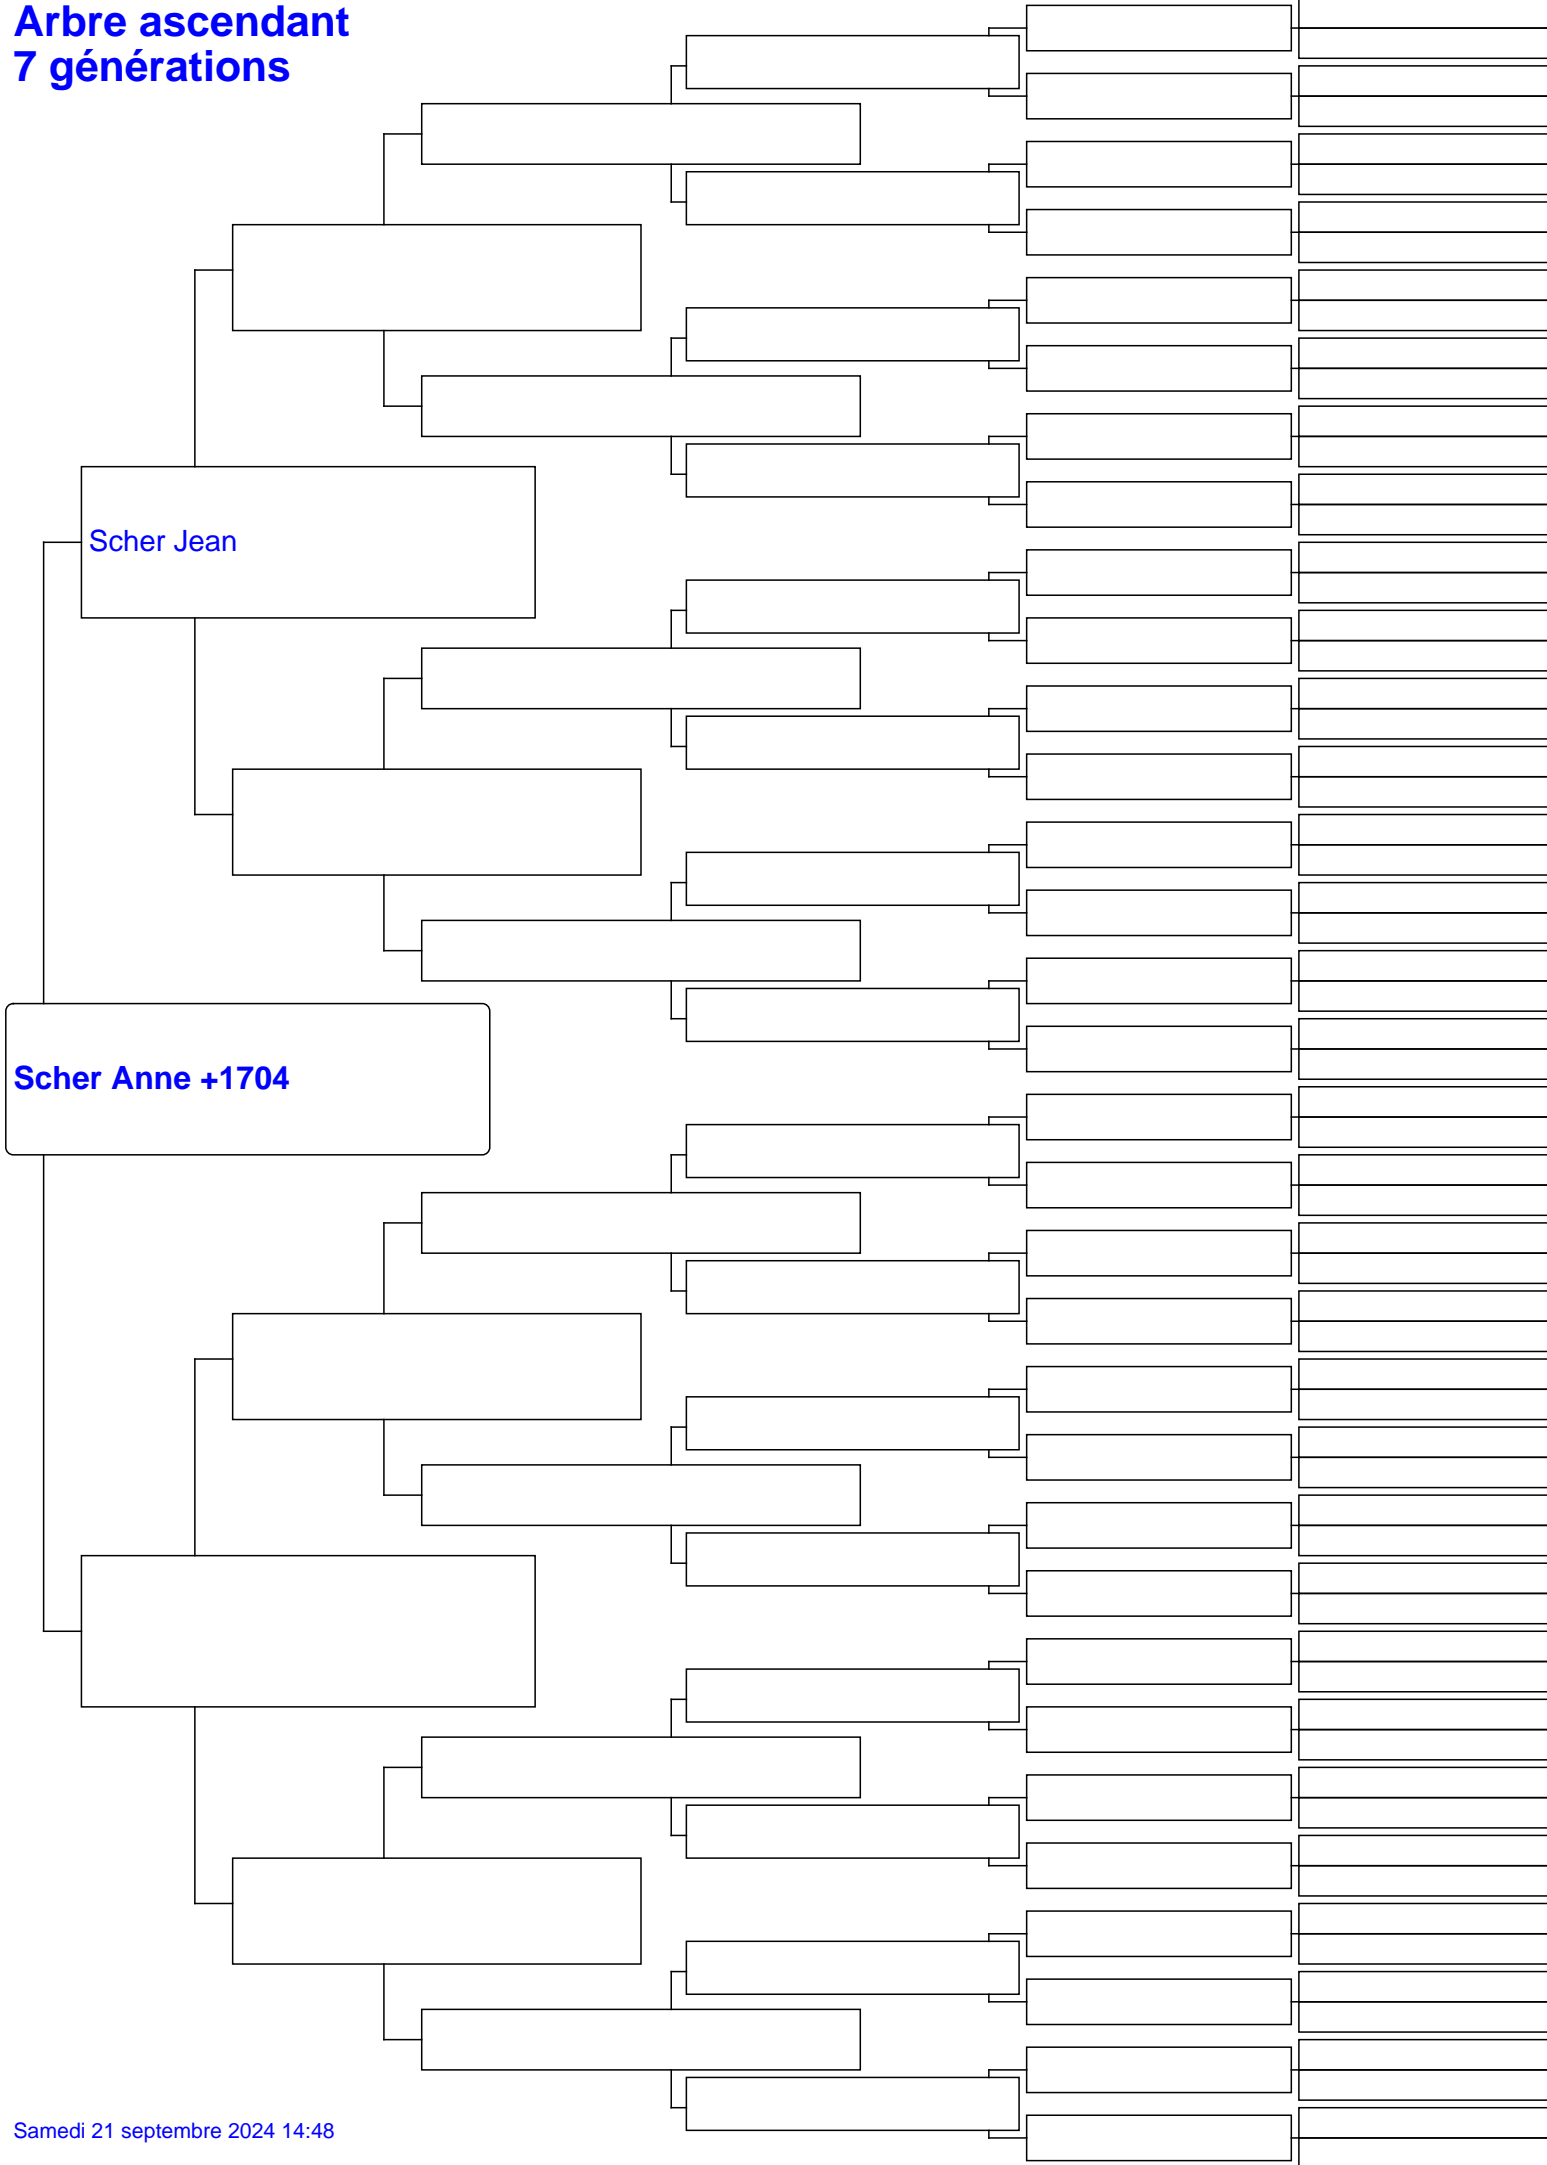 Arbre ascendant
7 générations
Scher Jean
Scher Anne +1704
Samedi 21 septembre 2024 14:48